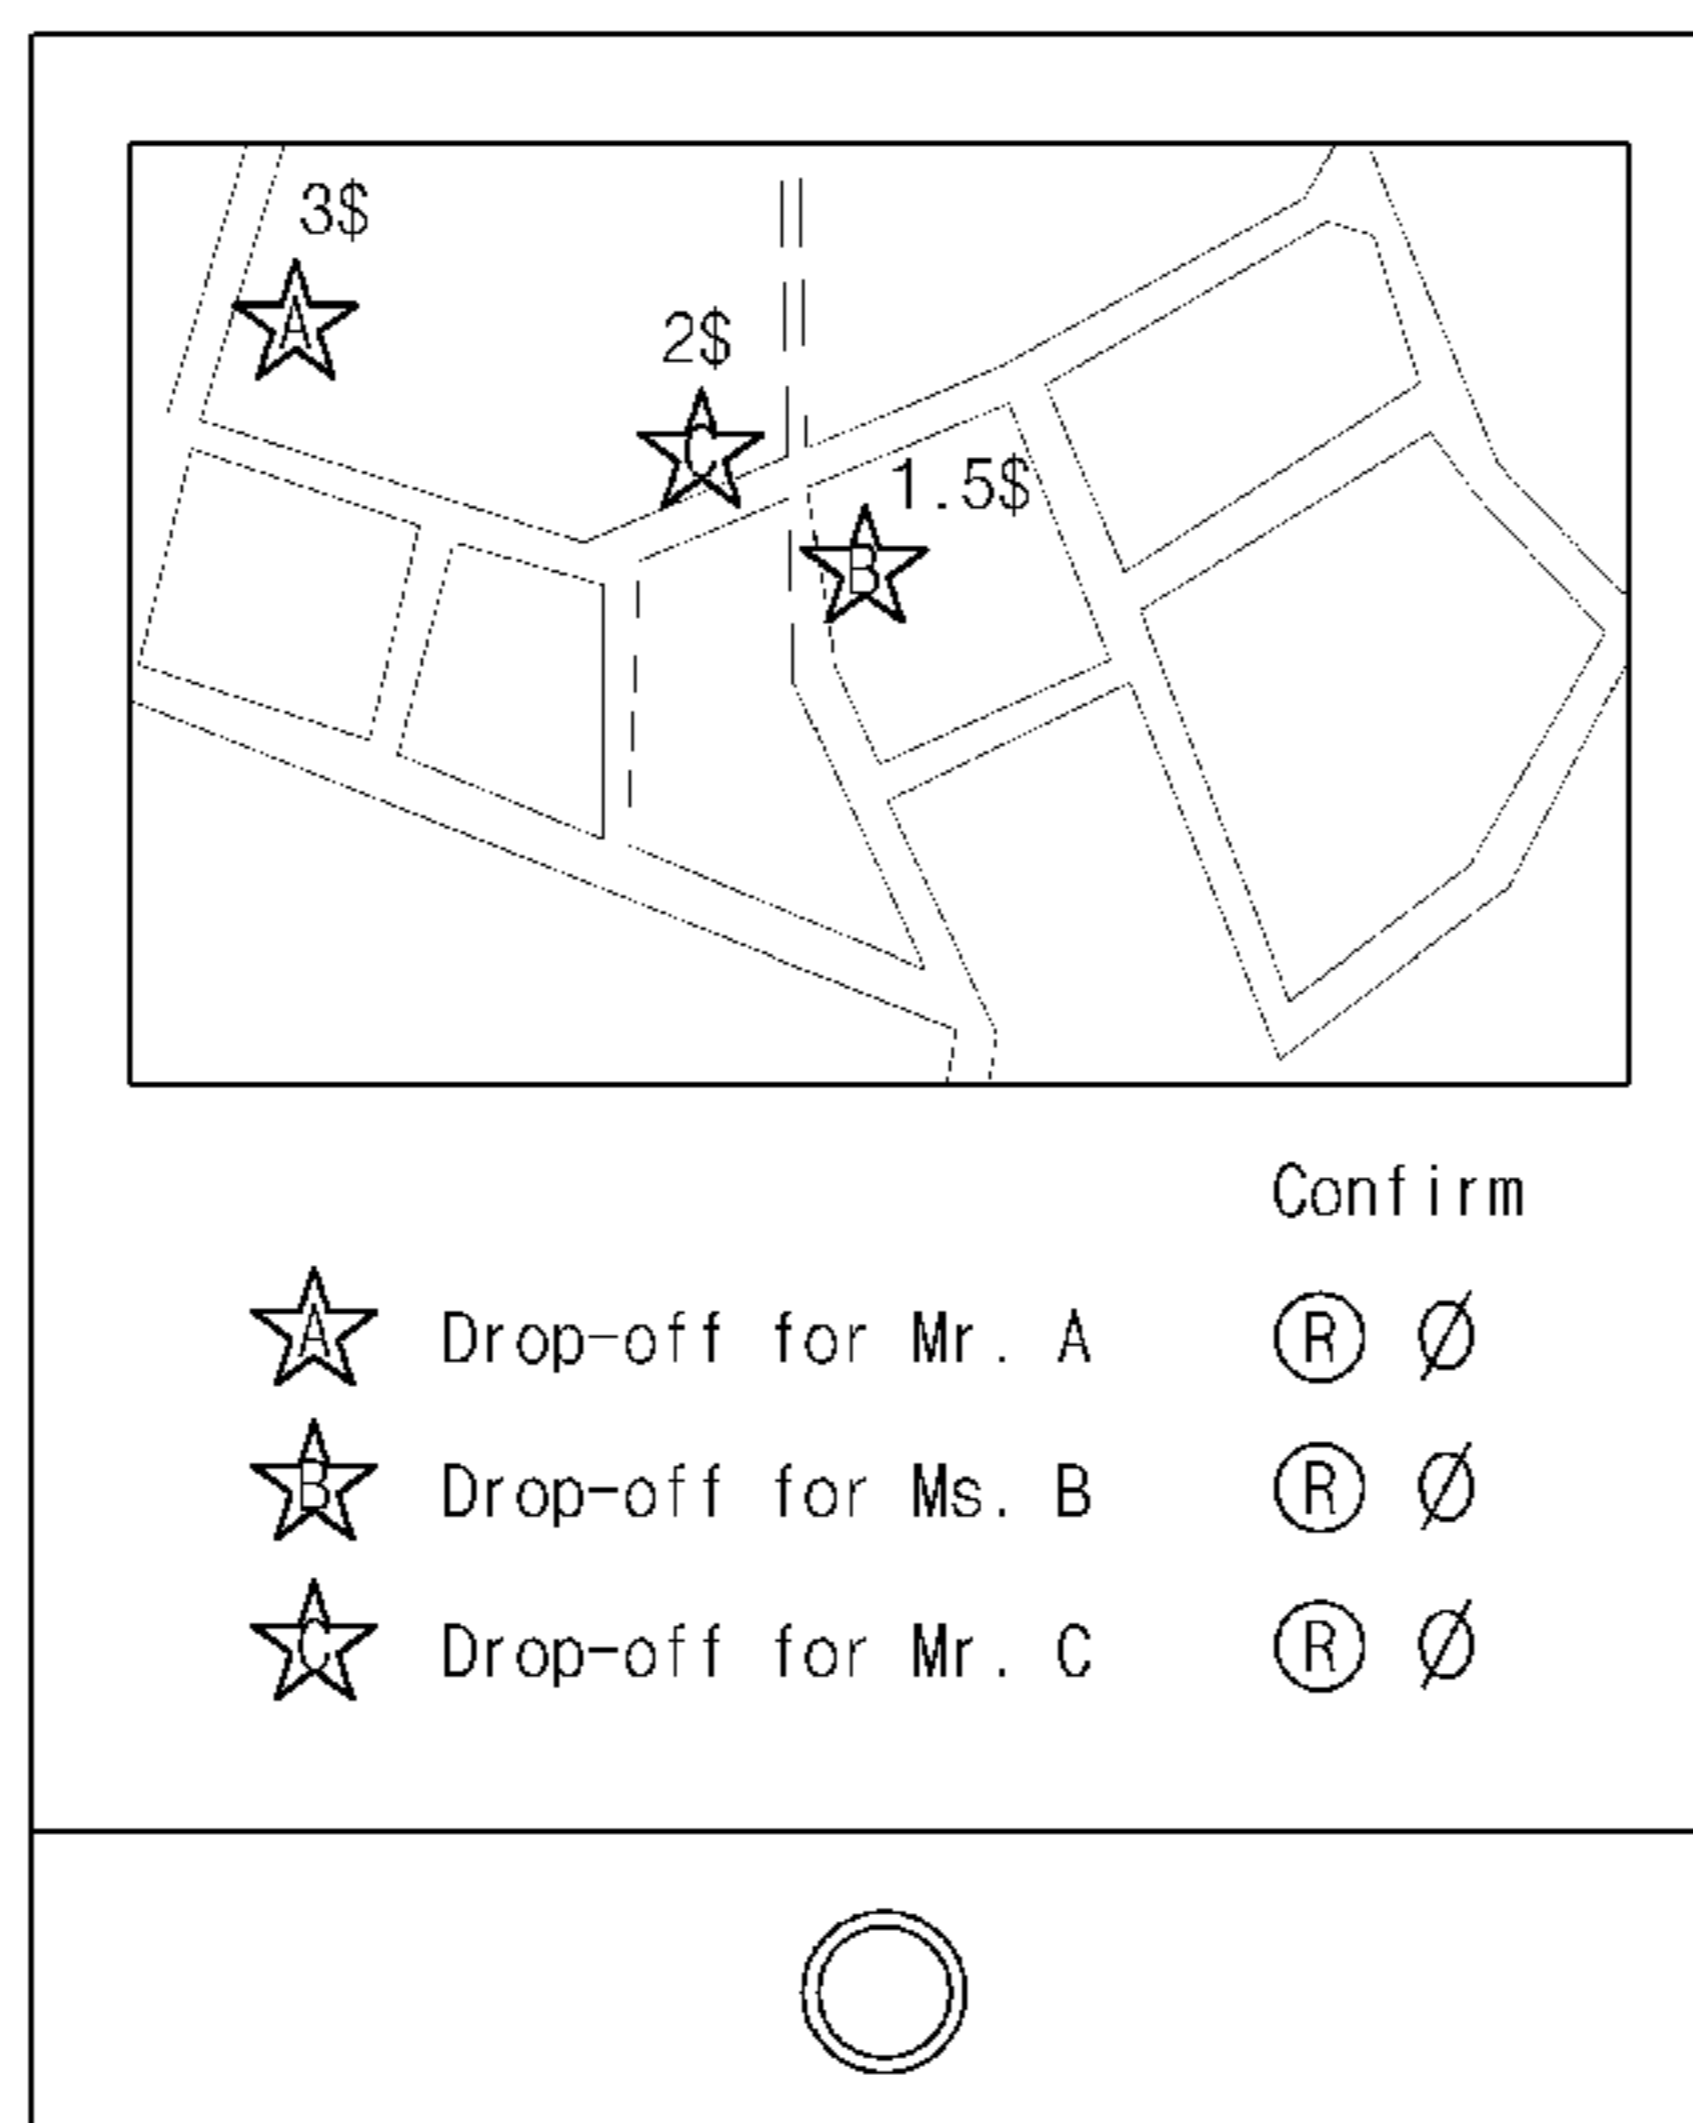 3$
A
2$
C
1.5$
B
Confirm
A Drop-off for Mr. A Ⓡ Ø
B Drop-off for Ms. B Ⓡ Ø
C Drop-off for Mr. C Ⓡ Ø